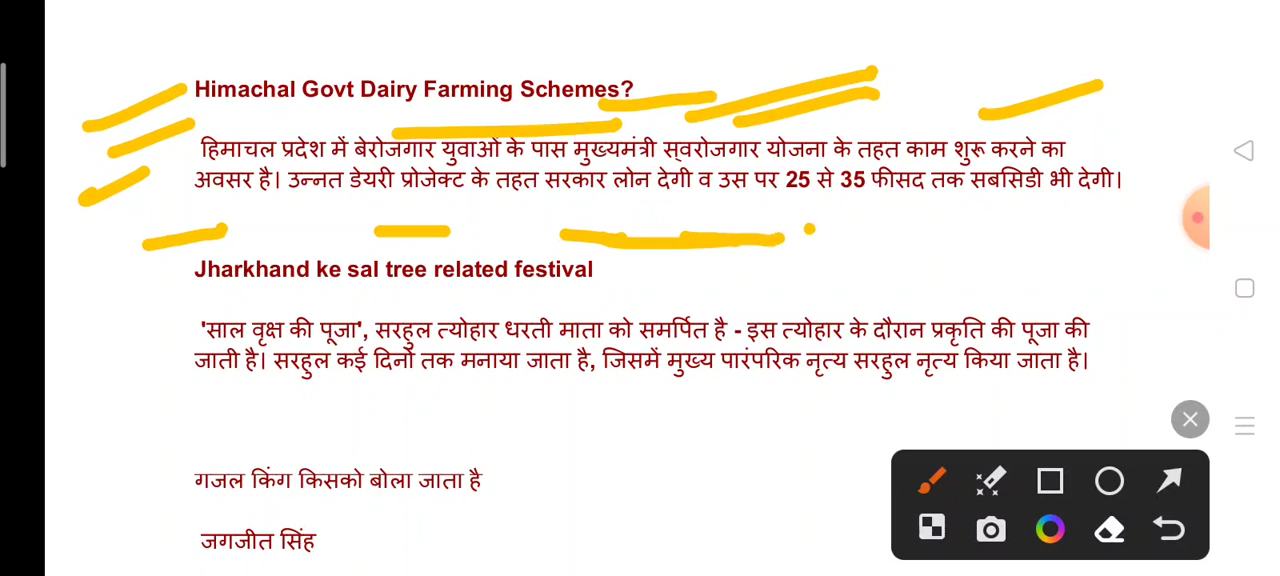 Himachal Govt Dairy Farming Schemes?
हिमाचल प्रदेश में बेरोजगार युवाओं के पास मुख्यमंत्री स्वरोजगार योजना के तहत काम शुरू करने का
अवसर है। उन्नत डेयरी प्रोजेक्ट के तहत सरकार लोन देगी व उस पर 25 से 35 फीसद तक सबसिडी भी देगी।
Jharkhand ke sal tree related festival
'साल वृक्ष की पूजा', सरहुल त्योहार धरती माता को समर्पित है - इस त्योहार के दौरान प्रकृति की पूजा की
जाती है। सरहुल कई दिनों तक मनाया जाता है, जिसमें मुख्य पारंपरिक नृत्य सरहुल नृत्य किया जाता है।
गजल किंग किसको बोला जाता है
जगजीत सिंह